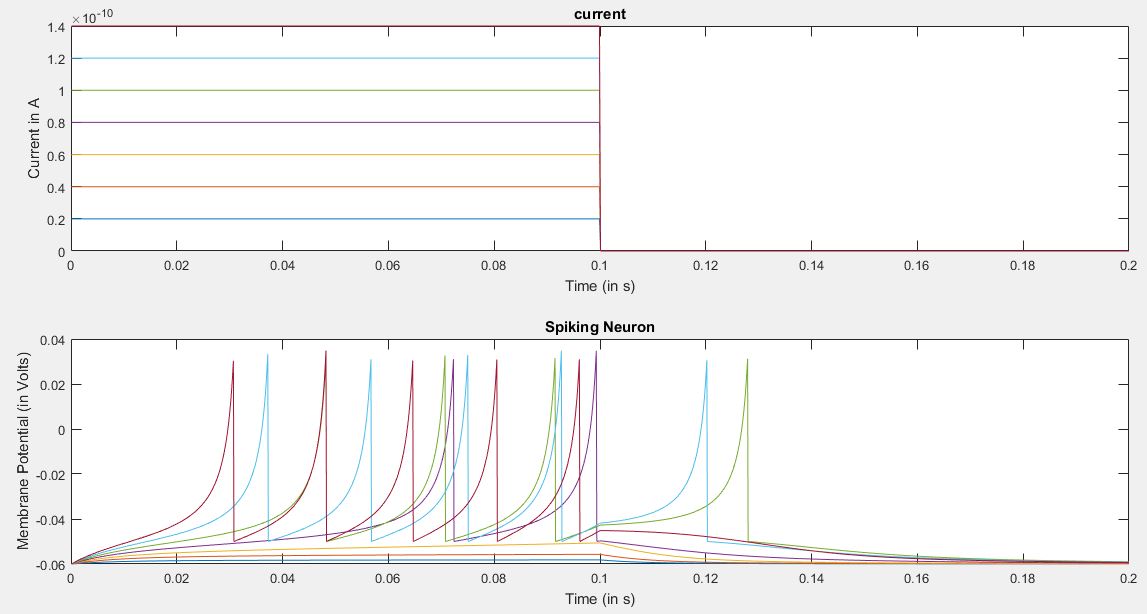 current
×10⁻¹⁰
1.4
1.2
1
0.8
0.6
0.4
0.2
0
Current in A
0 0.02 0.04 0.06 0.08 0.1 0.12 0.14 0.16 0.18 0.2
Time (in s)
Spiking Neuron
0.04
0.02
0
-0.02
-0.04
-0.06
Membrane Potential (in Volts)
0 0.02 0.04 0.06 0.08 0.1 0.12 0.14 0.16 0.18 0.2
Time (in s)